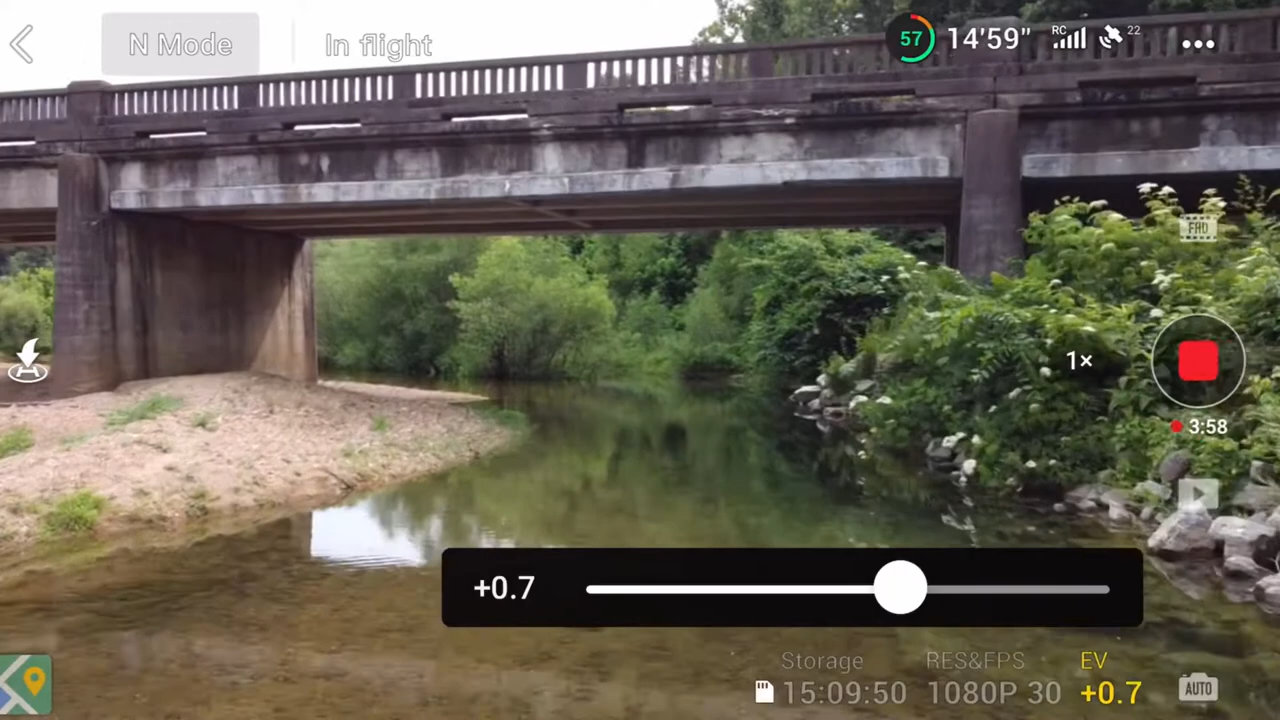 N Mode
In flight
57
14'59"
RC
22
FHD
1×
3:58
+0.7
Storage
RES&FPS
EV
15:09:50
1080P 30
+0.7
AUTO